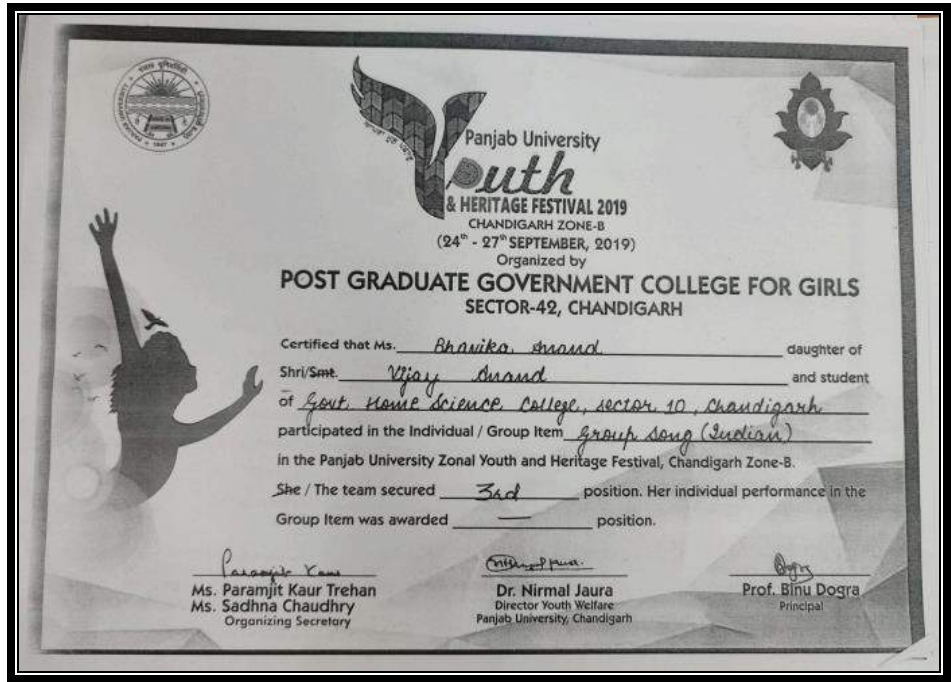 Panjab University
Youth
& HERITAGE FESTIVAL 2019
CHANDIGARH ZONE-B
(24th - 27th SEPTEMBER, 2019)
Organized by
POST GRADUATE GOVERNMENT COLLEGE FOR GIRLS
SECTOR-42, CHANDIGARH
Certified that Ms. Bhavika Anand daughter of
Shri/Smt. Vijay Anand and student
of Govt. Home Science College, sector 10, Chandigarh
participated in the Individual / Group Item Group song (Indian)
in the Panjab University Zonal Youth and Heritage Festival, Chandigarh Zone-B.
She / The team secured 3rd position. Her individual performance in the
Group Item was awarded — position.
Paramjit Kaur
Ms. Paramjit Kaur Trehan
Ms. Sadhna Chaudhry
Organizing Secretary
Dr. Nirmal Jaura
Director Youth Welfare
Panjab University, Chandigarh
Dogra
Prof. Binu Dogra
Principal